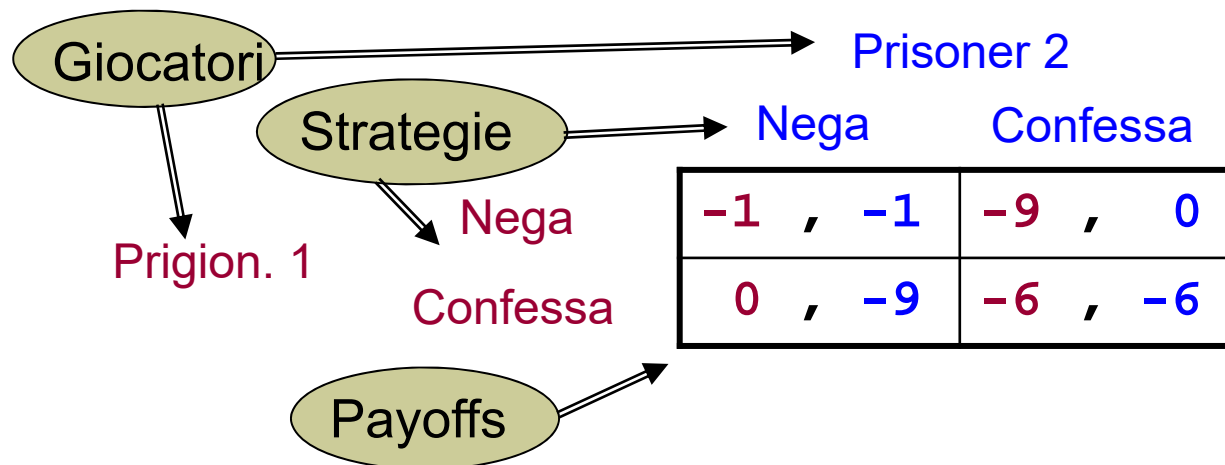 Giocatori
Prisoner 2
Strategie
Nega Confessa
Nega
-1 , -1 -9 , 0
Prigion. 1
Confessa
0 , -9 -6 , -6
Payoffs